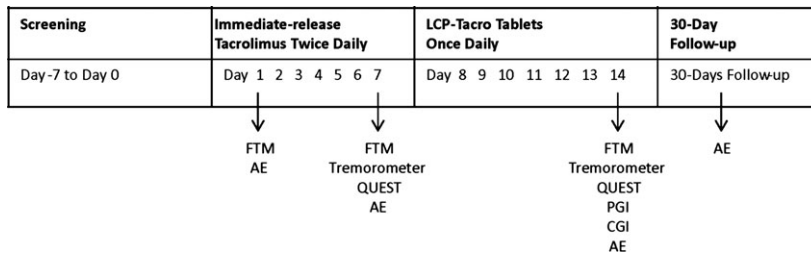 Screening
Immediate-release
Tacrolimus Twice Daily
LCP-Tacro Tablets
Once Daily
30-Day
Follow-up
Day -7 to Day 0
Day 1 2 3 4 5 6 7
Day 8 9 10 11 12 13 14
30-Days Follow-up
FTM
AE
FTM
Tremorometer
QUEST
AE
FTM
Tremorometer
QUEST
PGI
CGI
AE
AE